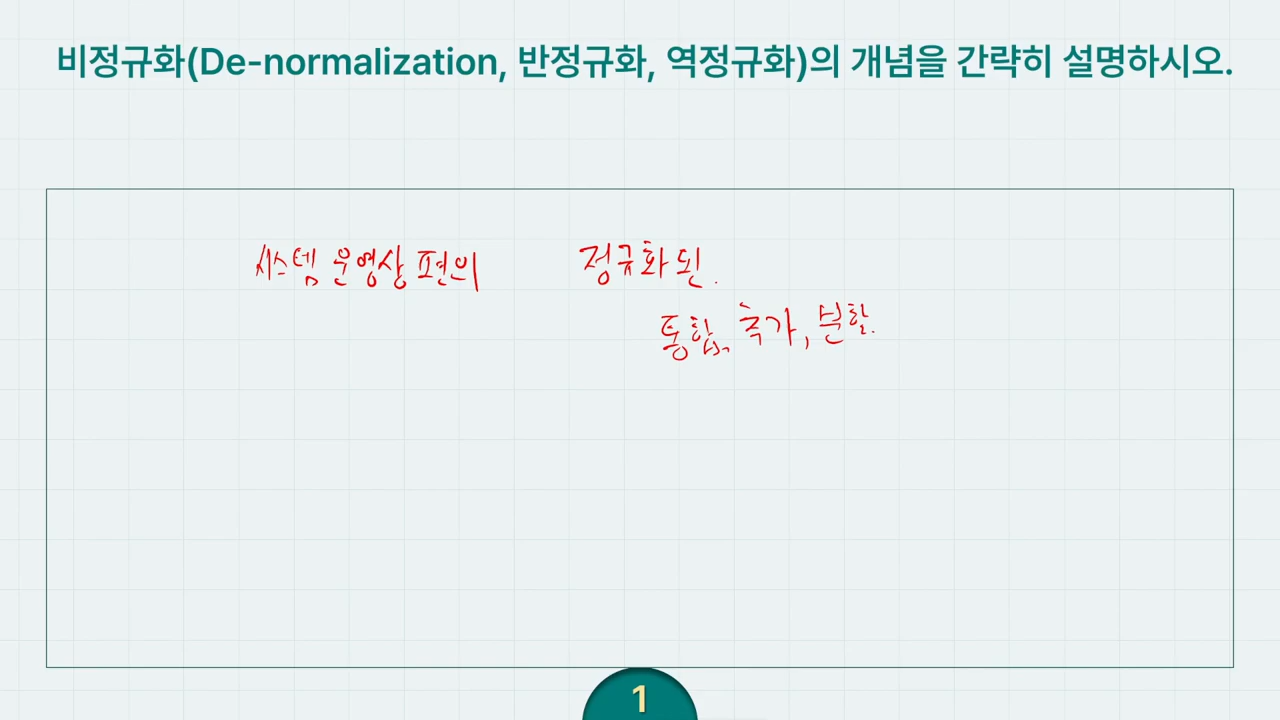 비정규화(De-normalization, 반정규화, 역정규화)의 개념을 간략히 설명하시오.
시스템 운영상 편의 정규화 된.
통합, 추가, 분할.
1